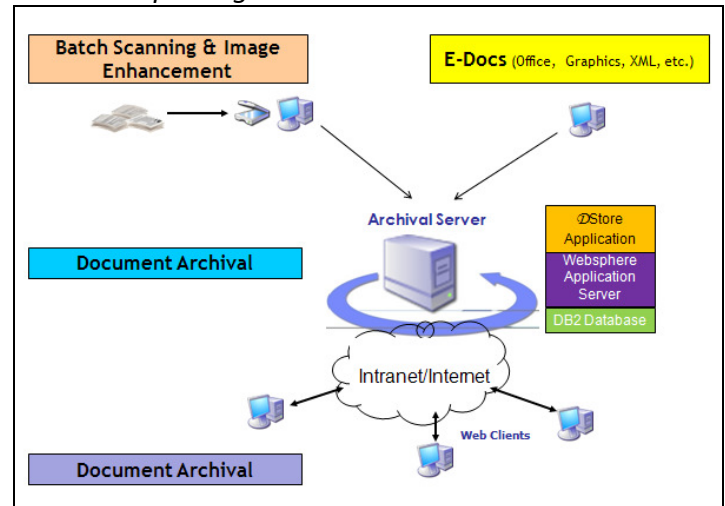 Batch Scanning & Image
Enhancement
E-Docs (Office, Graphics, XML, etc.)
Archival Server
𝒟Store
Application
Websphere
Application
Server
DB2 Database
Document Archival
Intranet/Internet
Web Clients
Document Archival